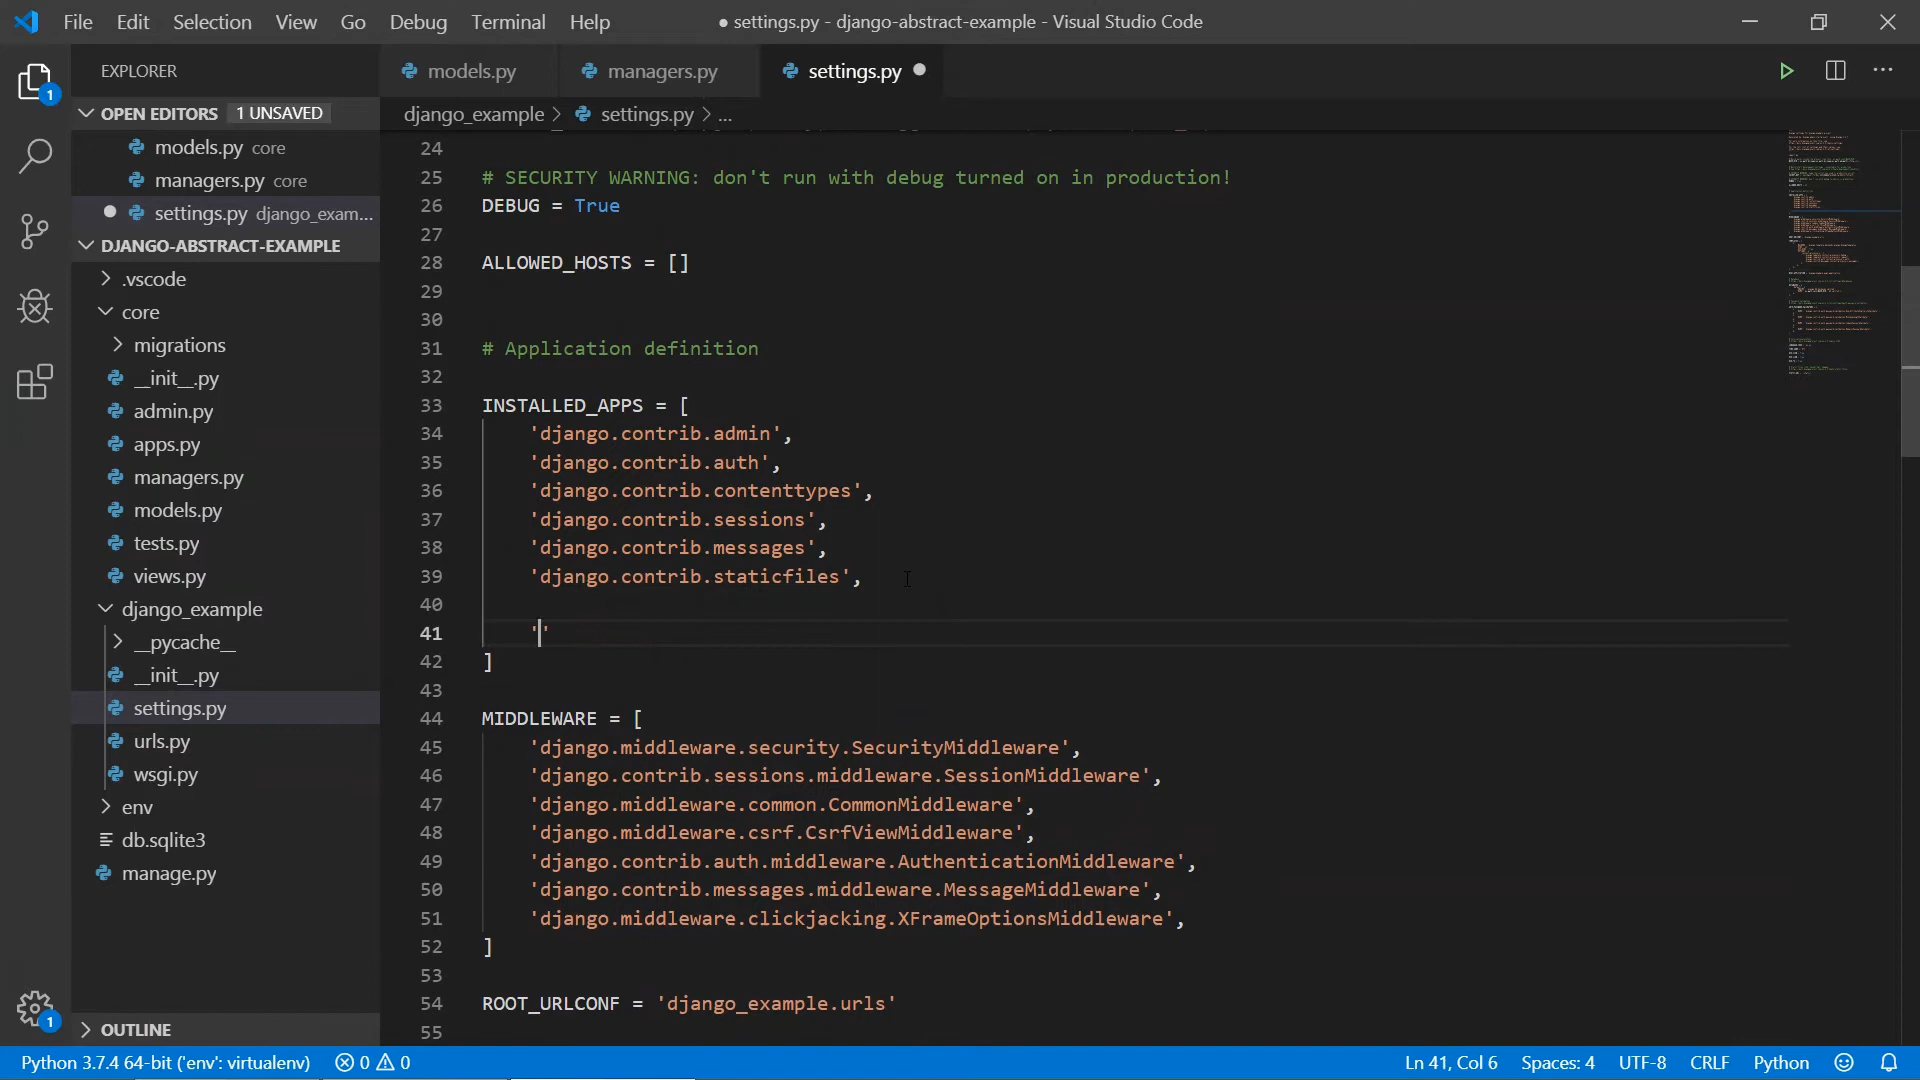 File Edit Selection View Go Debug Terminal Help
● settings.py - django-abstract-example - Visual Studio Code
EXPLORER
OPEN EDITORS 1 UNSAVED
models.py core
managers.py core
settings.py django_exam...
DJANGO-ABSTRACT-EXAMPLE
.vscode
core
migrations
__init__.py
admin.py
apps.py
managers.py
models.py
tests.py
views.py
django_example
__pycache__
__init__.py
settings.py
urls.py
wsgi.py
env
db.sqlite3
manage.py
OUTLINE
1
1
models.py managers.py settings.py
django_example > settings.py > ...
24
25 # SECURITY WARNING: don't run with debug turned on in production!
26 DEBUG = True
27
28 ALLOWED_HOSTS = []
29
30
31 # Application definition
32
33 INSTALLED_APPS = [
34 'django.contrib.admin',
35 'django.contrib.auth',
36 'django.contrib.contenttypes',
37 'django.contrib.sessions',
38 'django.contrib.messages',
39 'django.contrib.staticfiles',
40
41 ''
42 ]
43
44 MIDDLEWARE = [
45 'django.middleware.security.SecurityMiddleware',
46 'django.contrib.sessions.middleware.SessionMiddleware',
47 'django.middleware.common.CommonMiddleware',
48 'django.middleware.csrf.CsrfViewMiddleware',
49 'django.contrib.auth.middleware.AuthenticationMiddleware',
50 'django.contrib.messages.middleware.MessageMiddleware',
51 'django.middleware.clickjacking.XFrameOptionsMiddleware',
52 ]
53
54 ROOT_URLCONF = 'django_example.urls'
55
Python 3.7.4 64-bit ('env': virtualenv) 0 0 Ln 41, Col 6 Spaces: 4 UTF-8 CRLF Python